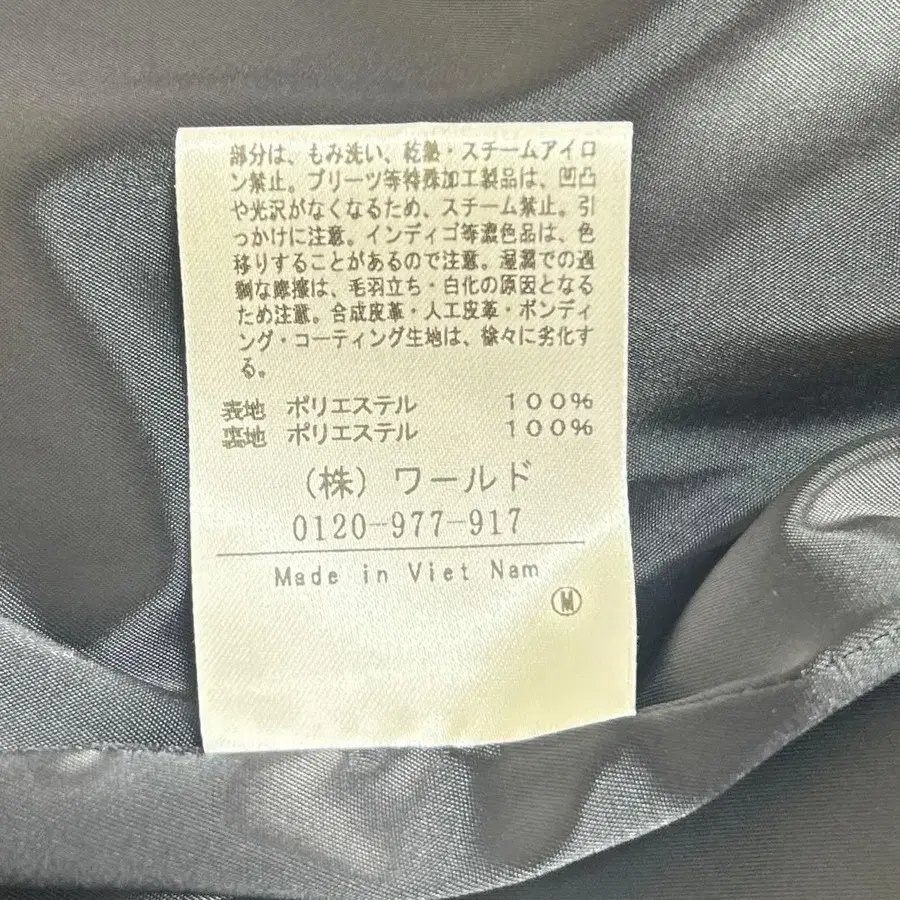 部分は、もみ洗い、乾熱・スチームアイロ
ン禁止。プリーツ等特殊加工製品は、凹凸
や光沢がなくなるため、スチーム禁止。引
っかけに注意。インディゴ等濃色品は、色
移りすることがあるので注意。湿潤での過
剰な摩擦は、毛羽立ち・白化の原因となる
ため注意。合成皮革・人工皮革・ボンディ
ング・コーティング生地は、徐々に劣化す
る。
表地 ポリエステル 100%
裏地 ポリエステル 100%
(株) ワールド
0120-977-917
Made in Viet Nam
M